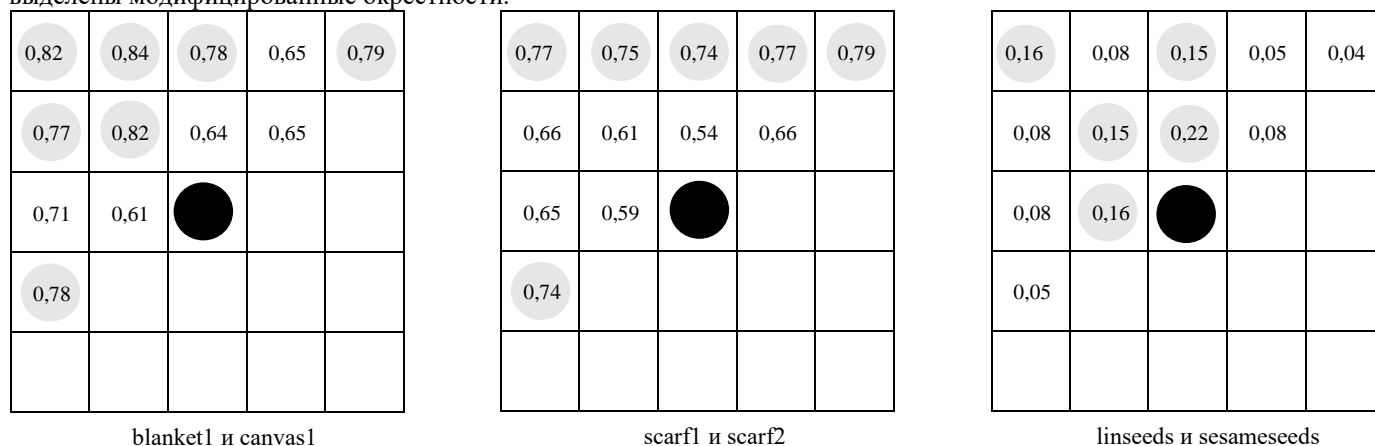 выделены модифицированные окрестности.
0,82 0,84 0,78 0,65 0,79
0,77 0,82 0,64 0,65
0,71 0,61
0,78
blanket1 и canvas1
0,77 0,75 0,74 0,77 0,79
0,66 0,61 0,54 0,66
0,65 0,59
0,74
scarf1 и scarf2
0,16 0,08 0,15 0,05 0,04
0,08 0,15 0,22 0,08
0,08 0,16
0,05
linseeds и sesameseeds